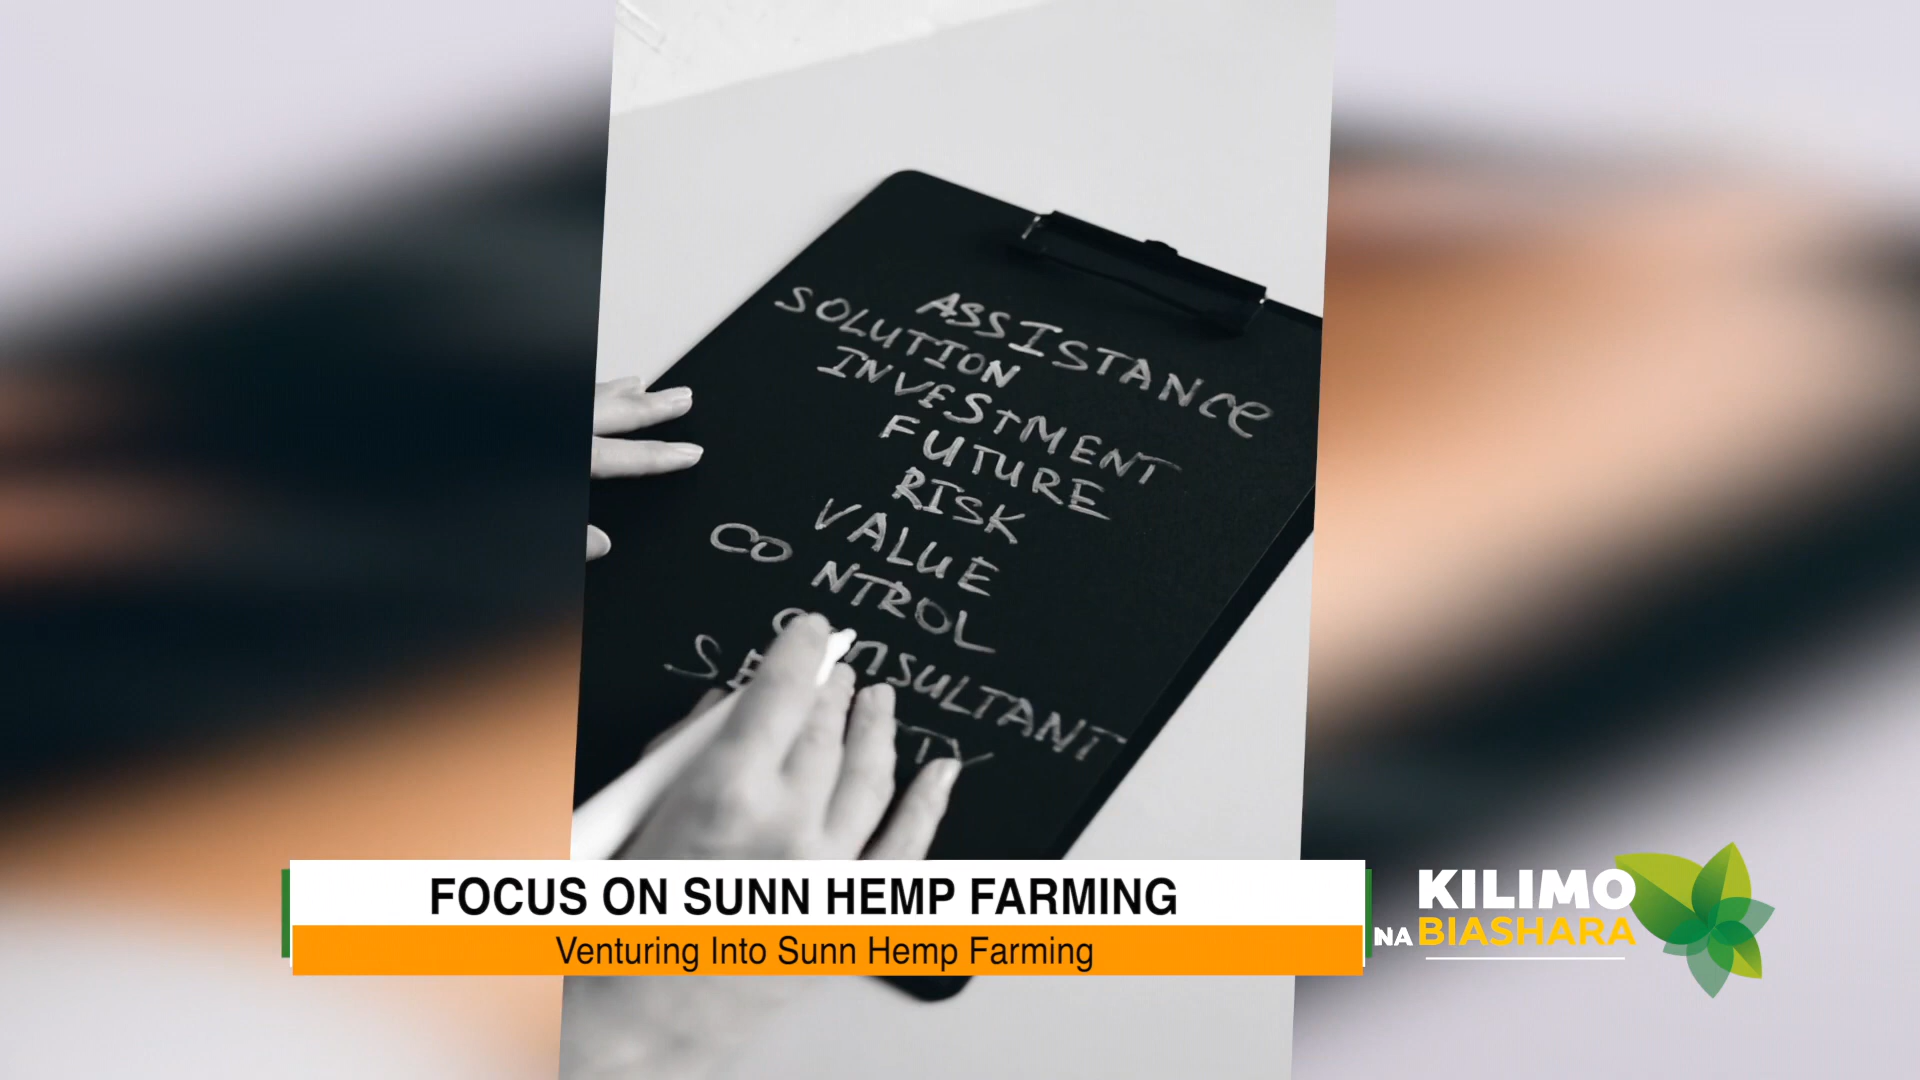 ASSISTANCE
SOLUTION
INVESTMENT
FUTURE
RISK
VALUE
CONTROL
FOCUS ON SUNN HEMP FARMING
Venturing Into Sunn Hemp Farming
KILIMO
NA BIASHARA